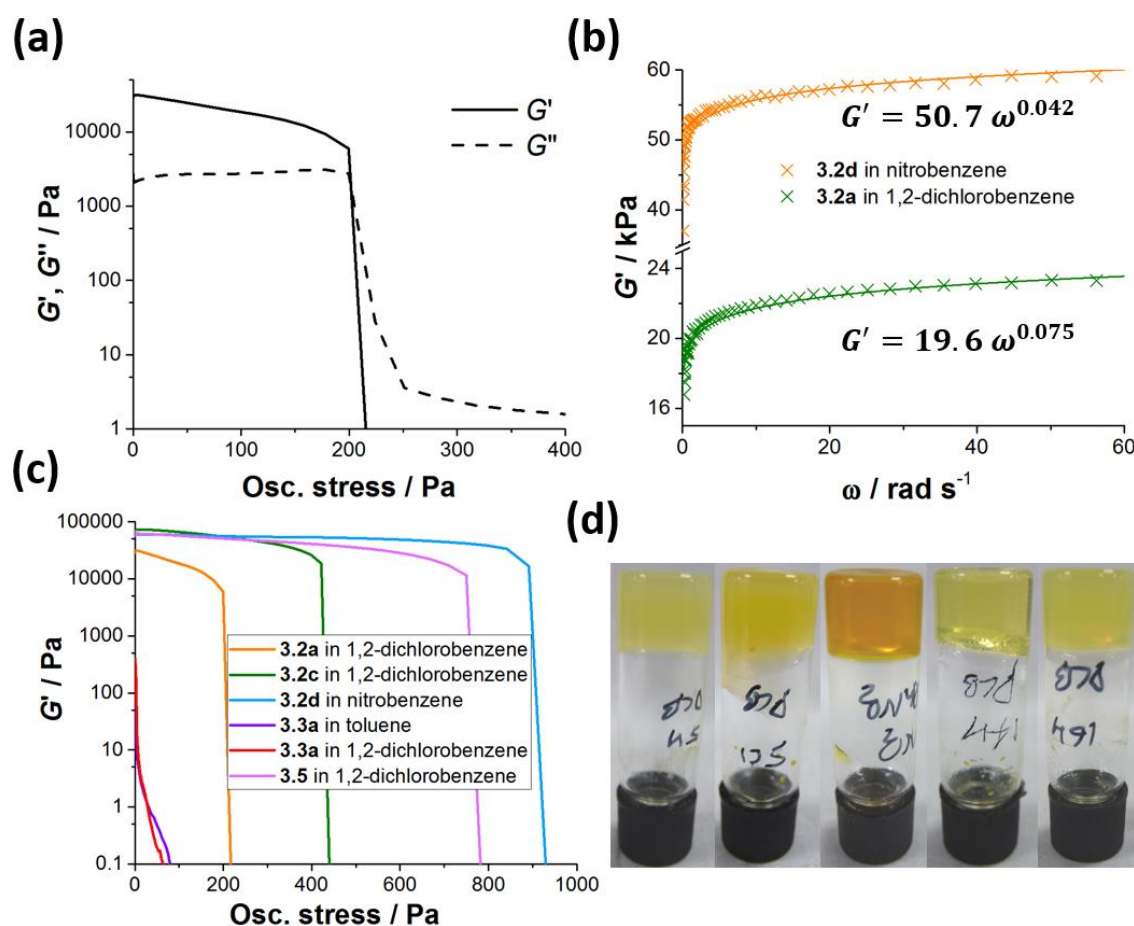 (a)
G'
G''
10000
1000
100
10
1
0
100
200
300
400
G', G'' / Pa
Osc. stress / Pa
(b)
60
50
40
24
20
16
G' = 50.7 ω^0.042
3.2d in nitrobenzene
3.2a in 1,2-dichlorobenzene
G' = 19.6 ω^0.075
0
20
40
60
G' / kPa
ω / rad s-1
(c)
100000
10000
1000
100
10
1
0.1
3.2a in 1,2-dichlorobenzene
3.2c in 1,2-dichlorobenzene
3.2d in nitrobenzene
3.3a in toluene
3.3a in 1,2-dichlorobenzene
3.5 in 1,2-dichlorobenzene
0
200
400
600
800
1000
G' / Pa
Osc. stress / Pa
(d)